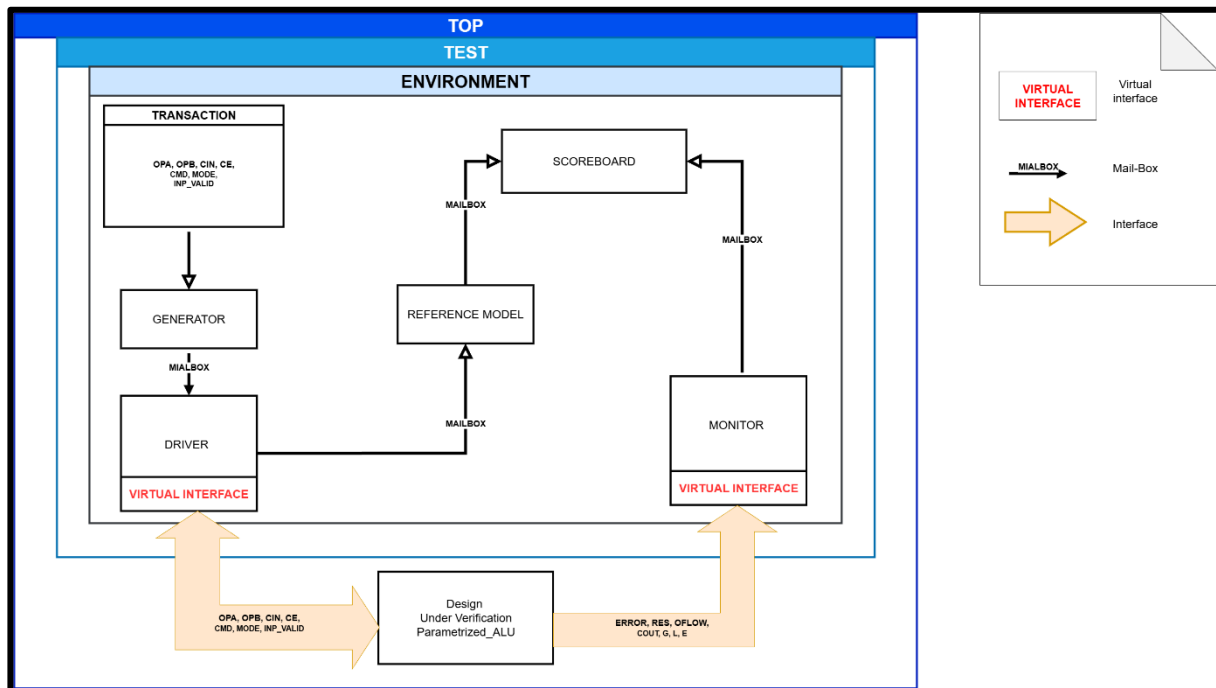 TOP
TEST
ENVIRONMENT
TRANSACTION
OPA, OPB, CIN, CE,
CMD, MODE,
INP_VALID
SCOREBOARD
MAILBOX
MAILBOX
GENERATOR
REFERENCE MODEL
MIALBOX
DRIVER
MAILBOX
MONITOR
VIRTUAL INTERFACE
VIRTUAL INTERFACE
Design
Under Verification
Parametrized_ALU
OPA, OPB, CIN, CE,
CMD, MODE, INP_VALID
ERROR, RES, OFLOW,
COUT, G, L, E
VIRTUAL
INTERFACE
Virtual
interface
MIALBOX
Mail-Box
Interface